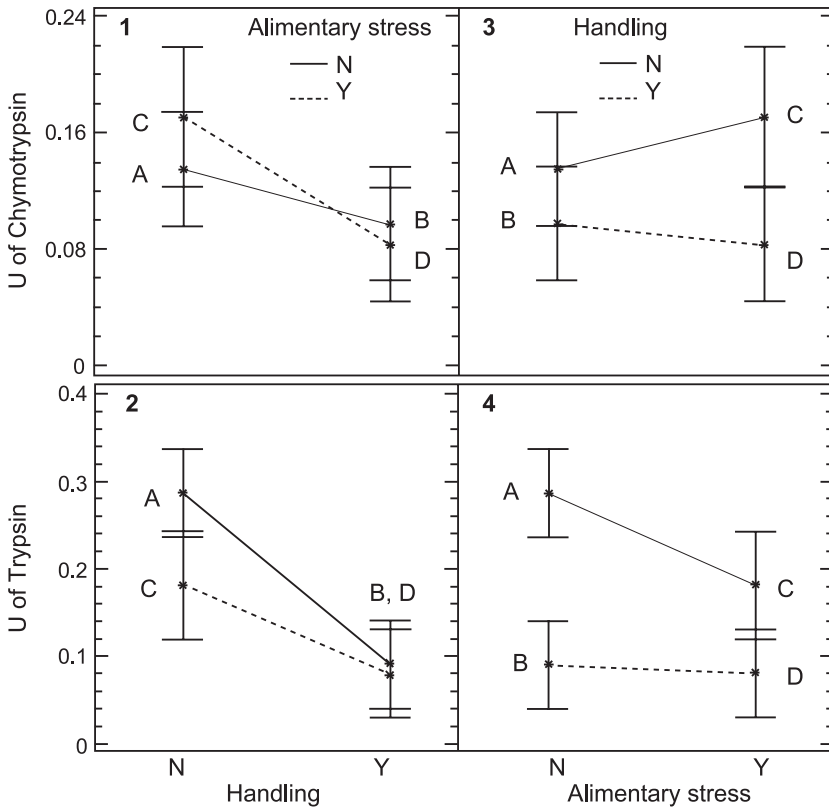 0.24
1
Alimentary stress
N
Y
C
A
B
D
0.16
0.08
0
U of Chymotrypsin
3
Handling
N
Y
A
B
C
D
0.4
2
A
C
B, D
0.3
0.2
0.1
0
U of Trypsin
N
Y
Handling
4
A
B
C
D
N
Y
Alimentary stress